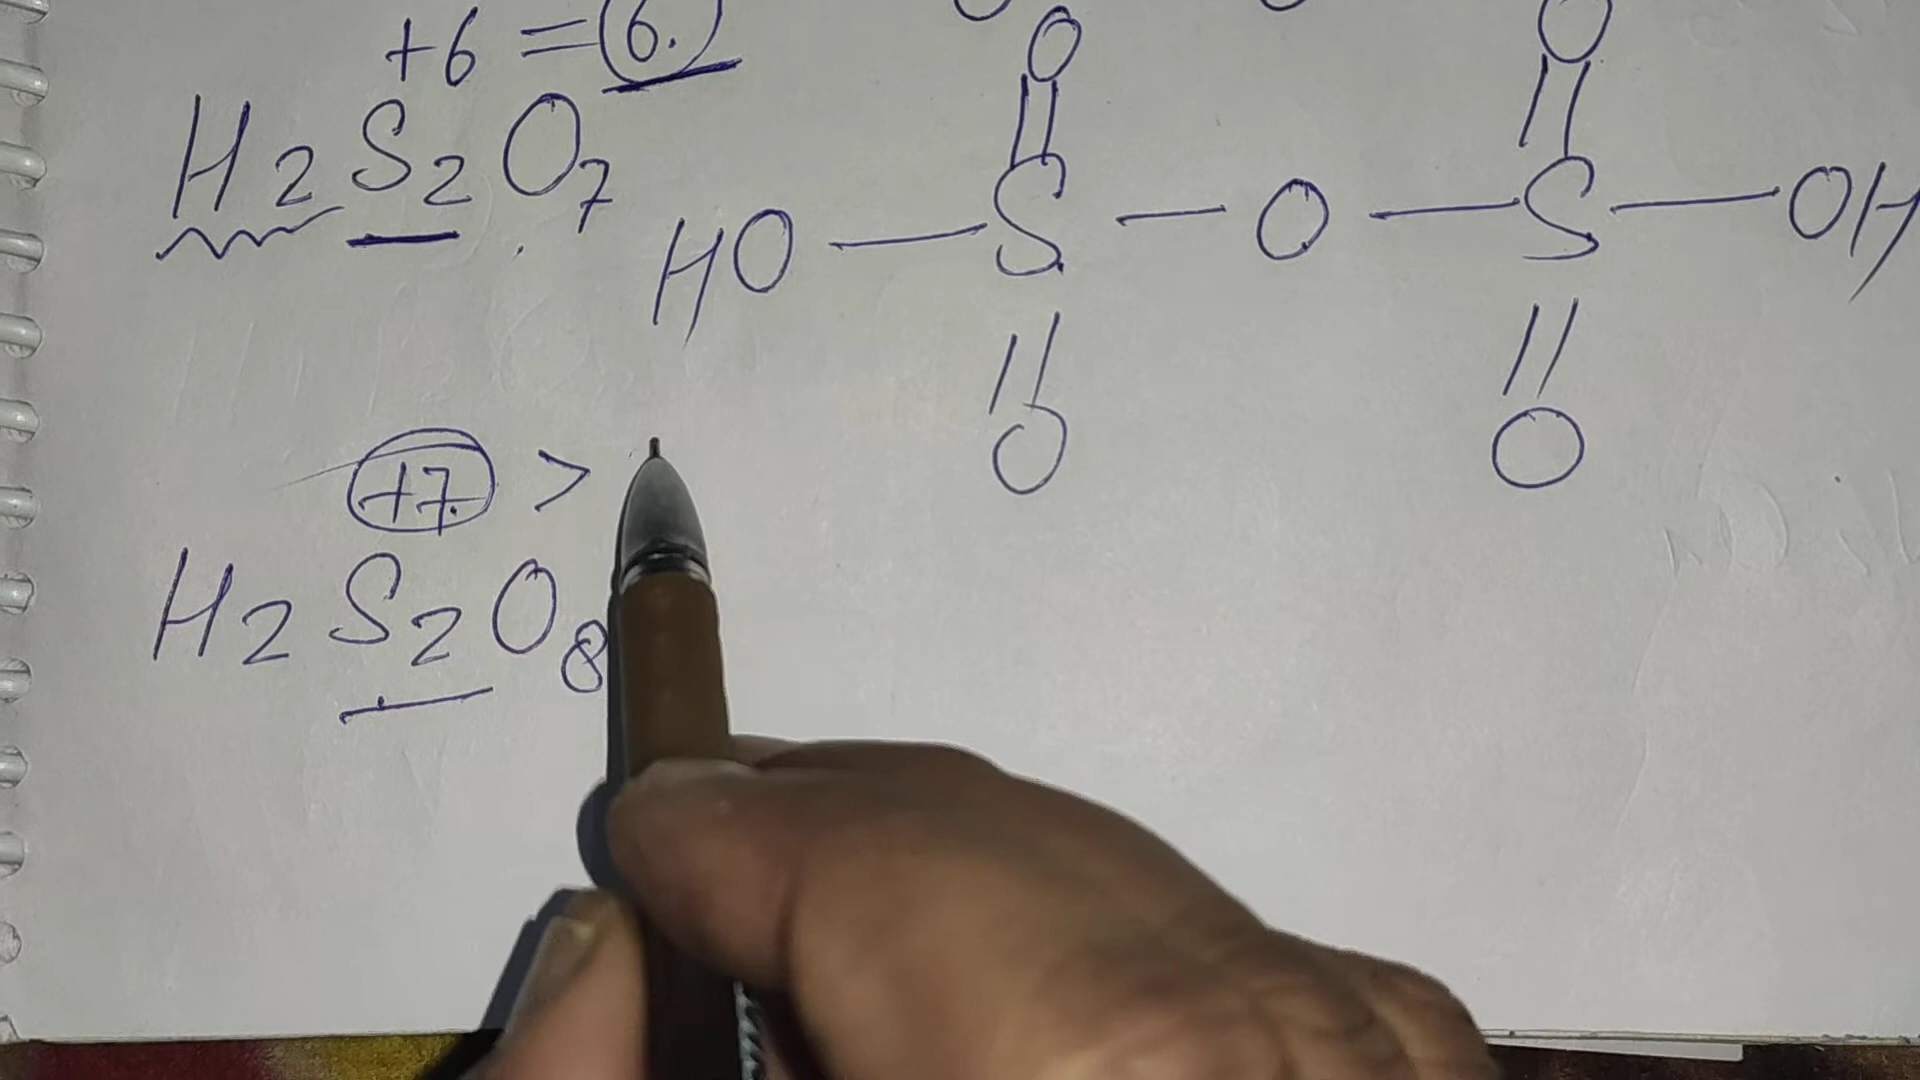 +6 = 6.
O O
H2S2O7 HO — S — O — S — OH
O O
+7. >
H2S2O8